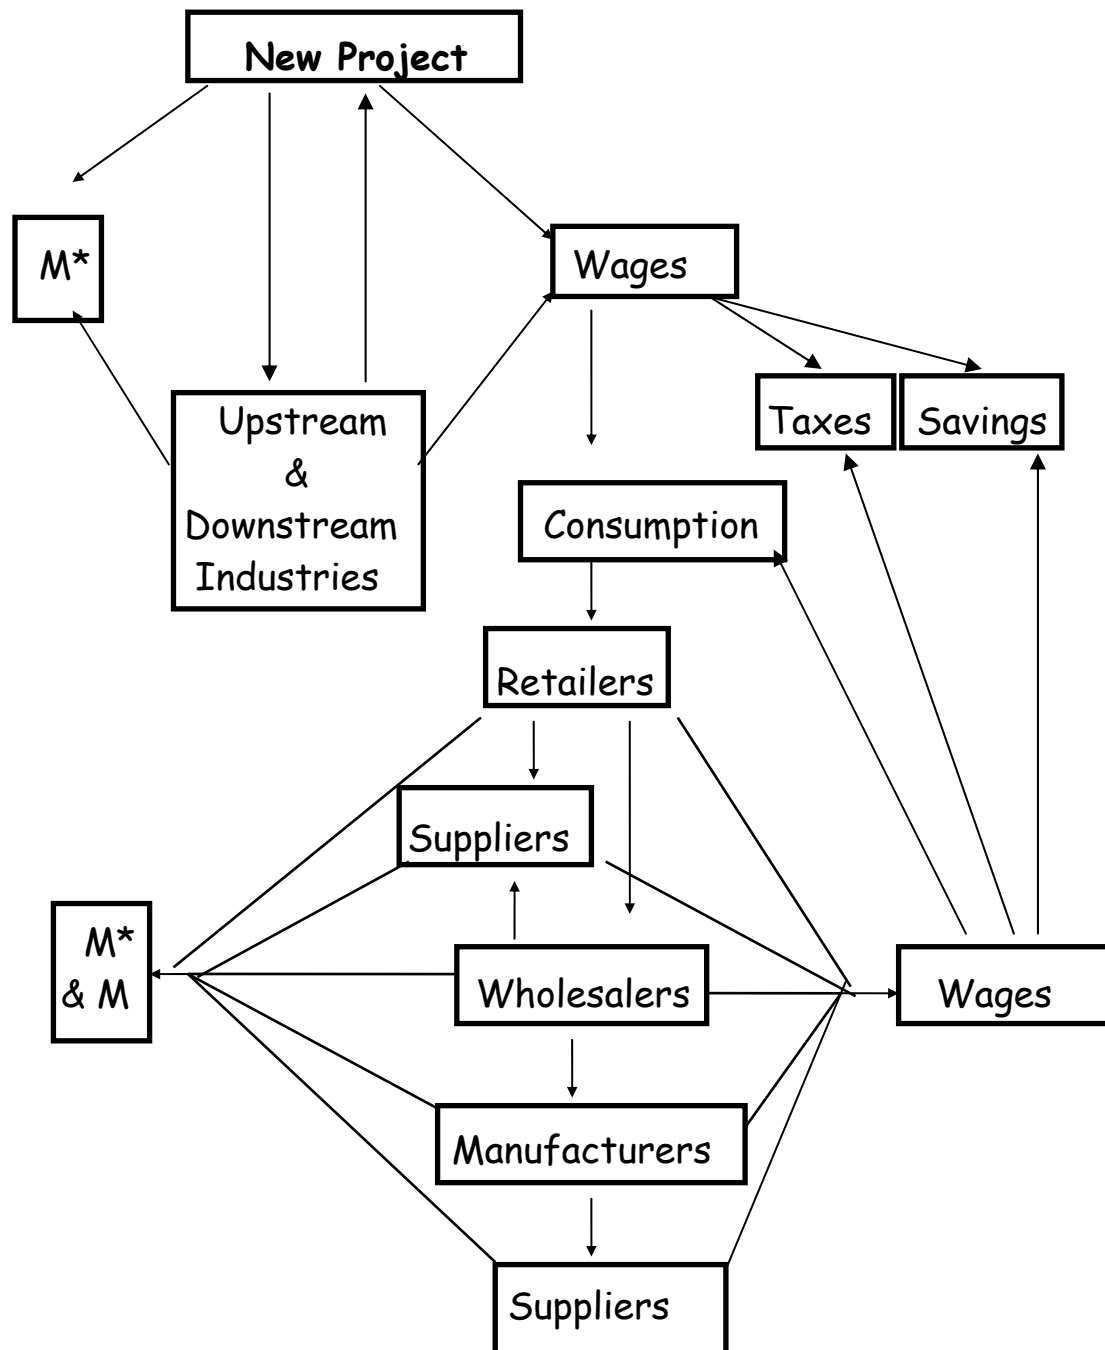 New Project
M*
Wages
Upstream
&
Downstream
Industries
Taxes
Savings
Consumption
Retailers
Suppliers
M*
& M
Wholesalers
Wages
Manufacturers
Suppliers